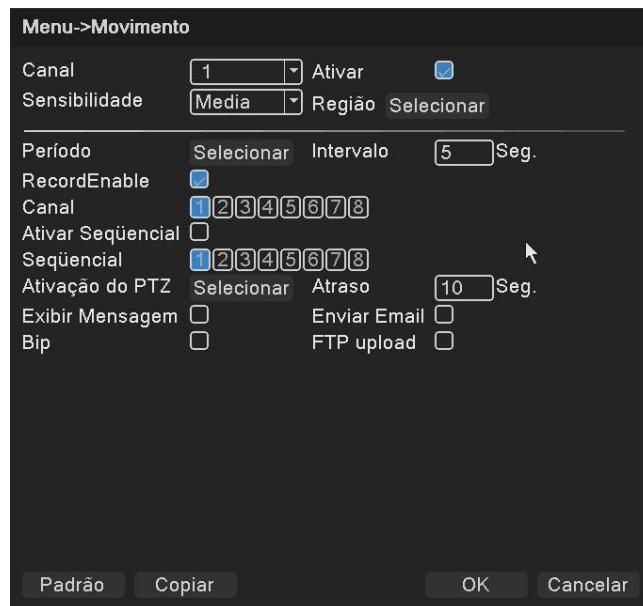 Menu->Movimento
Canal 1 Ativar
Sensibilidade Media Região Selecionar
Período Selecionar Intervalo 5 Seg.
RecordEnable
Canal 1 2 3 4 5 6 7 8
Ativar Seqüencial
Seqüencial 1 2 3 4 5 6 7 8
Ativação do PTZ Selecionar Atraso 10 Seg.
Exibir Mensagem Enviar Email
Bip FTP upload
Padrão Copiar OK Cancelar